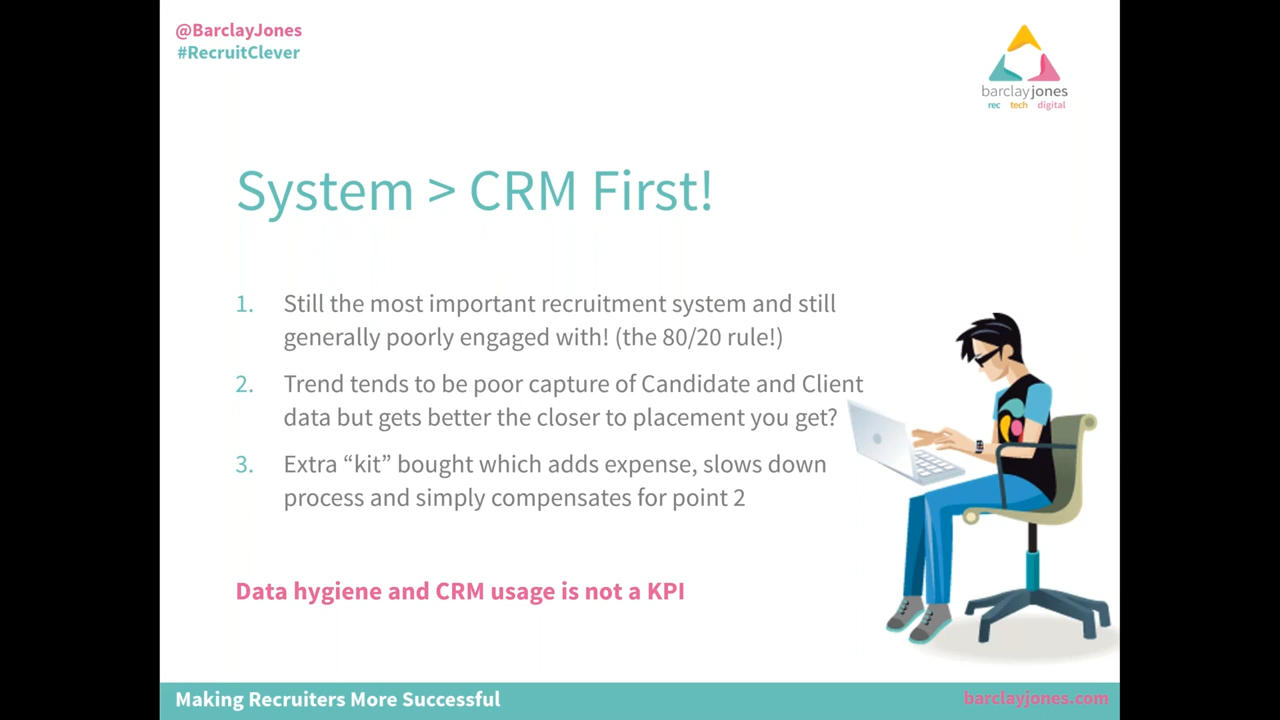 @BarclayJones
#RecruitClever
barclayjones
rec tech digital
System > CRM First!
1. Still the most important recruitment system and still
generally poorly engaged with! (the 80/20 rule!)
2. Trend tends to be poor capture of Candidate and Client
data but gets better the closer to placement you get?
3. Extra “kit” bought which adds expense, slows down
process and simply compensates for point 2
Data hygiene and CRM usage is not a KPI
Making Recruiters More Successful
barclayjones.com